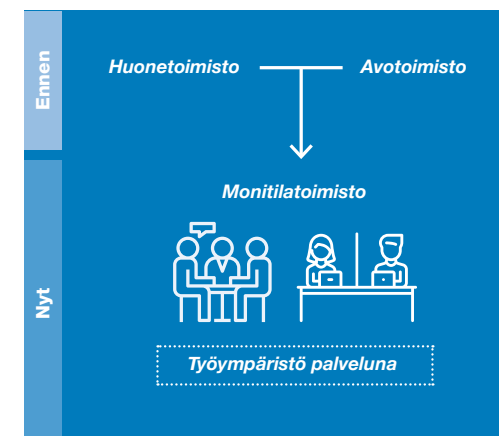 Ennen
Huonetoimisto
Avotoimisto
Nyt
Monitilatoimisto
Työympäristö palveluna